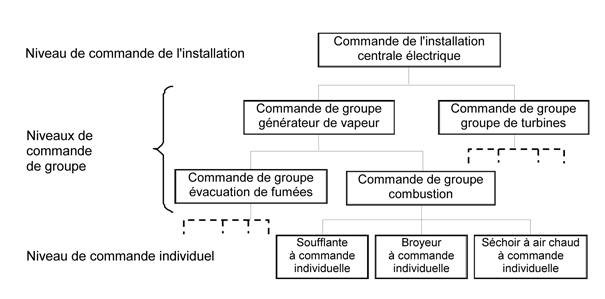 Niveau de commande de l'installation
Commande de l'installation
centrale électrique
Niveaux de
commande
de groupe
Commande de groupe
générateur de vapeur
Commande de groupe
groupe de turbines
Commande de groupe
évacuation de fumées
Commande de groupe
combustion
Niveau de commande individuel
Soufflante
à commande
individuelle
Broyeur
à commande
individuelle
Séchoir à air chaud
à commande
individuelle